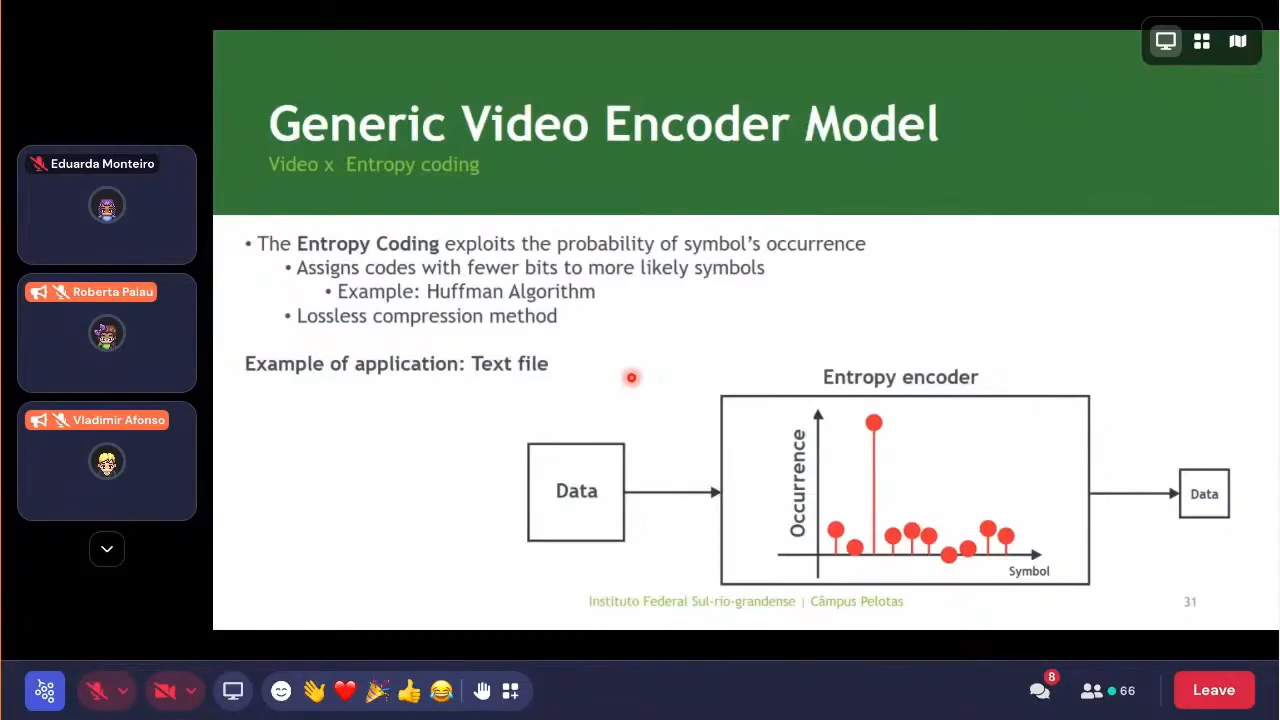 Generic Video Encoder Model
Video x Entropy coding
Eduarda Monteiro
Roberta Palau
Vladimir Afonso
• The Entropy Coding exploits the probability of symbol's occurrence
• Assigns codes with fewer bits to more likely symbols
• Example: Huffman Algorithm
• Lossless compression method
Example of application: Text file
Entropy encoder
Data
Occurrence
Symbol
Data
Instituto Federal Sul-rio-grandense | Câmpus Pelotas
31
8
66
Leave